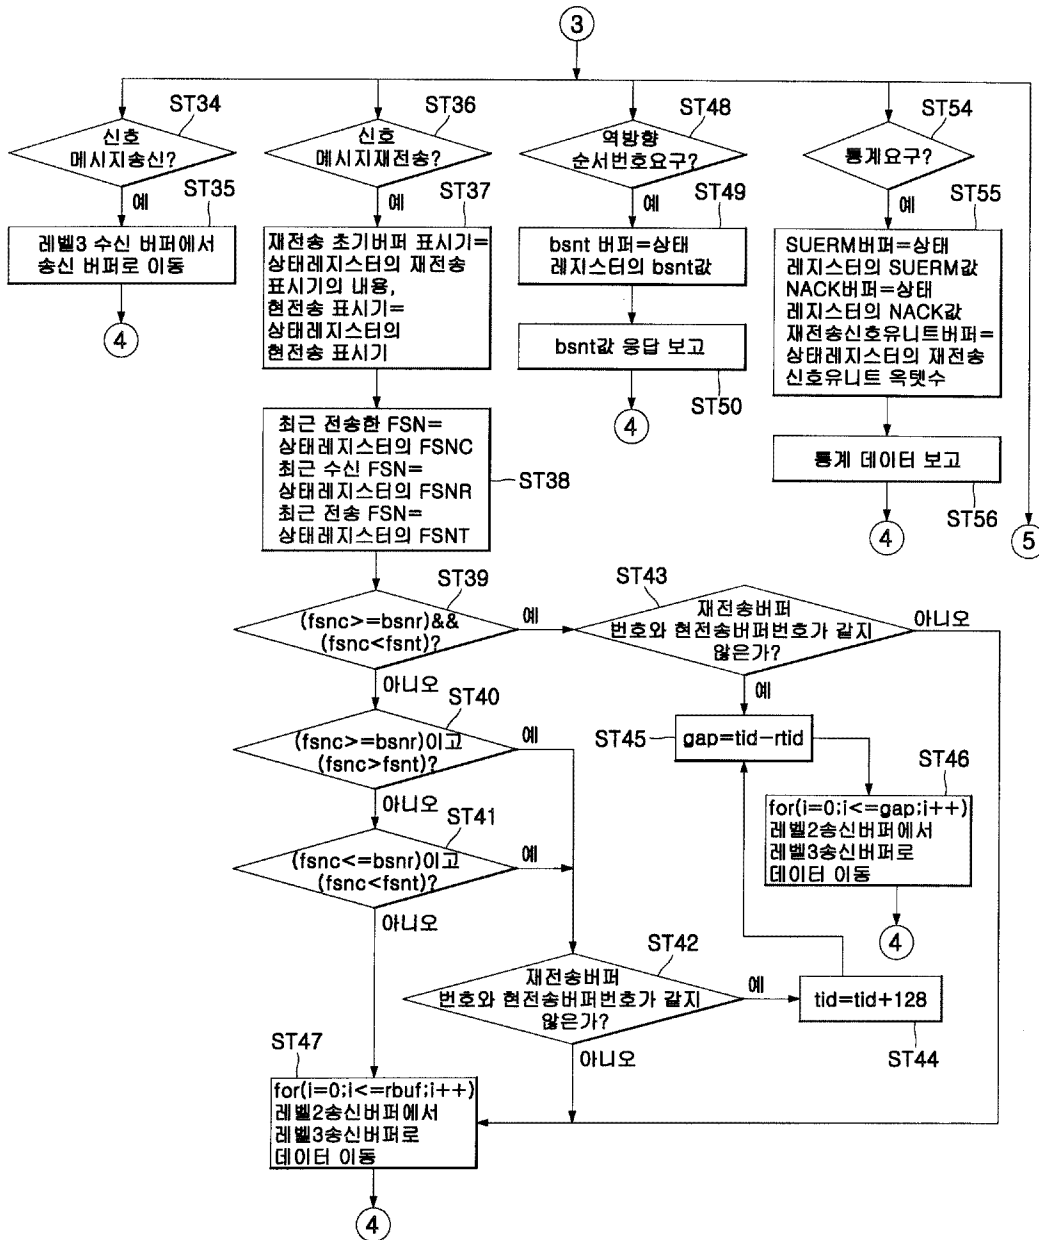 3
ST34
신호
메시지송신?
예
ST35
레벨3 수신 버퍼에서
송신 버퍼로 이동
4
ST36
신호
메시지재전송?
예
ST37
재전송 초기버퍼 표시기=
상태레지스터의 재전송
표시기의 내용,
현전송 표시기=
상태레지스터의
현전송 표시기
최근 전송한 FSN=
상태레지스터의 FSNC
최근 수신 FSN=
상태레지스터의 FSNR
최근 전송 FSN=
상태레지스터의 FSNT
ST38
ST48
역방향
순서번호요구?
예
ST49
bsnt 버퍼=상태
레지스터의 bsnt값
bsnt값 응답 보고
ST50
4
ST54
통계요구?
예
ST55
SUERM버퍼=상태
레지스터의 SUERM값
NACK버퍼=상태
레지스터의 NACK값
재전송신호유니트버퍼=
상태레지스터의 재전송
신호유니트 옥텟수
통계 데이터 보고
ST56
4
5
ST39
(fsnc>=bsnr)&&
(fsnc<fsnt)?
예
아니오
ST43
재전송버퍼
번호와 현전송버퍼번호가 같지
않은가?
아니오
예
ST40
(fsnc>=bsnr)이고
(fsnc>fsnt)?
예
아니오
ST45
gap=tid-rtid
ST46
for(i=0;i<=gap;i++)
레벨2송신버퍼에서
레벨3송신버퍼로
데이터 이동
4
ST41
(fsnc<=bsnr)이고
(fsnc<fsnt)?
예
아니오
ST42
재전송버퍼
번호와 현전송버퍼번호가 같지
않은가?
예
아니오
tid=tid+128
ST44
ST47
for(i=0;i<=rbuf;i++)
레벨2송신버퍼에서
레벨3송신버퍼로
데이터 이동
4